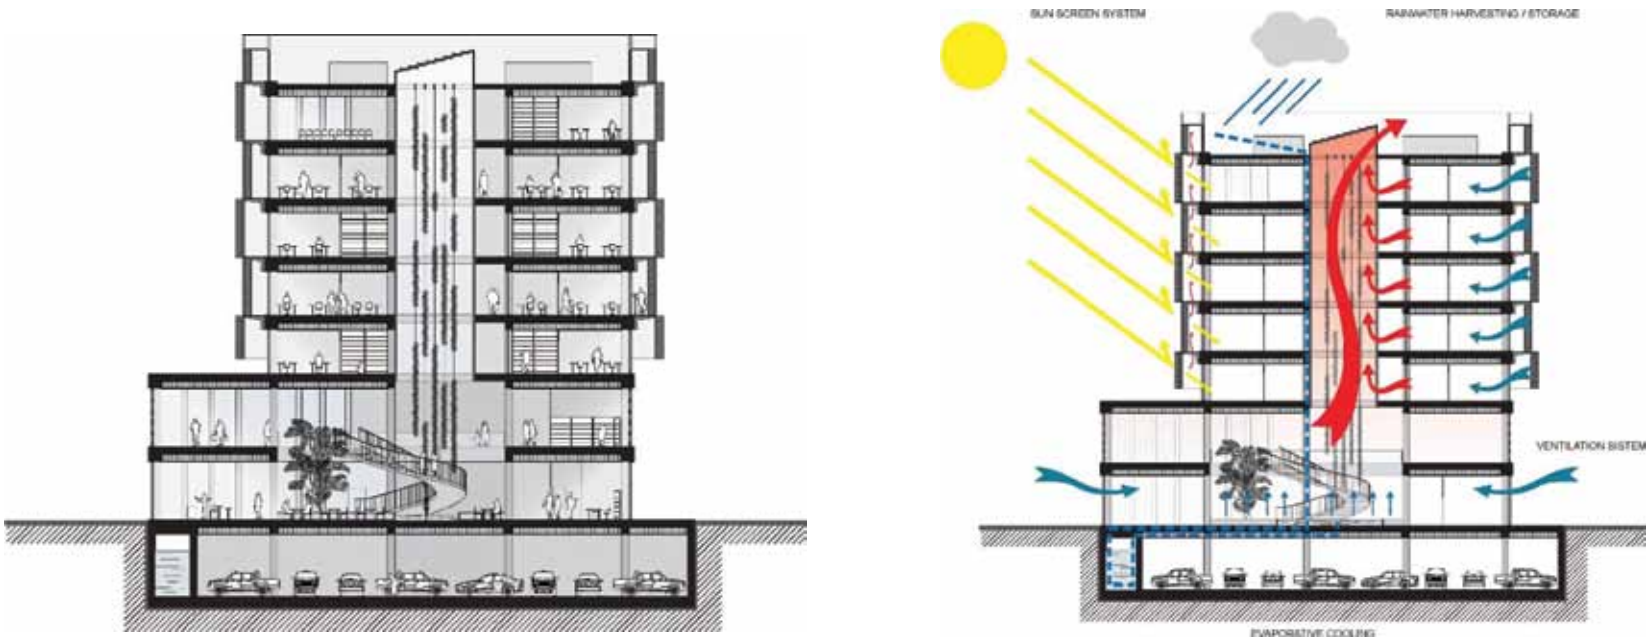 SUN SCREEN SYSTEM
RAINWATER HARVESTING / STORAGE
VENTILATION SISTEM
EVAPORATIVE COOLING